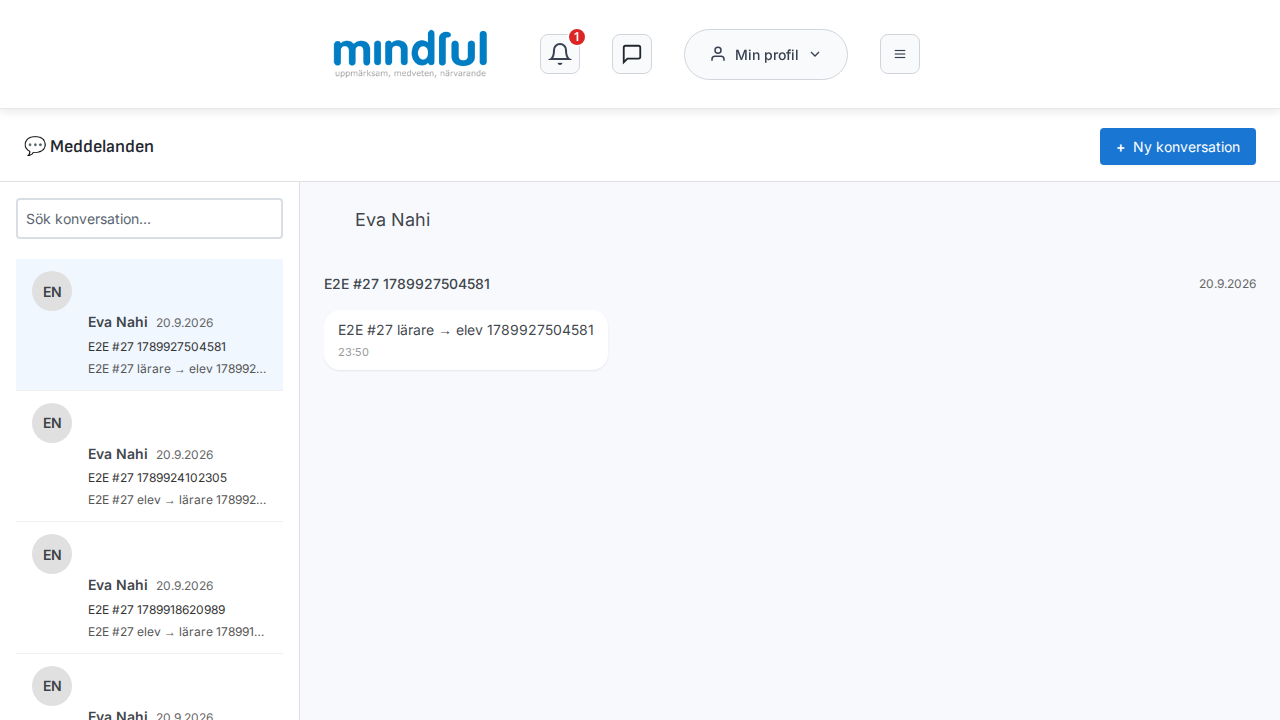 mindful
uppmärksam, medveten, närvarande
1
Min profil
💬 Meddelanden
+ Ny konversation
Sök konversation...
EN
Eva Nahi 20.9.2026
E2E #27 1789927504581
E2E #27 lärare → elev 178992...
EN
Eva Nahi 20.9.2026
E2E #27 1789924102305
E2E #27 elev → lärare 178992...
EN
Eva Nahi 20.9.2026
E2E #27 1789918620989
E2E #27 elev → lärare 178991...
EN
Eva Nahi 20.9.2026
Eva Nahi
E2E #27 1789927504581 20.9.2026
E2E #27 lärare → elev 1789927504581
23:50